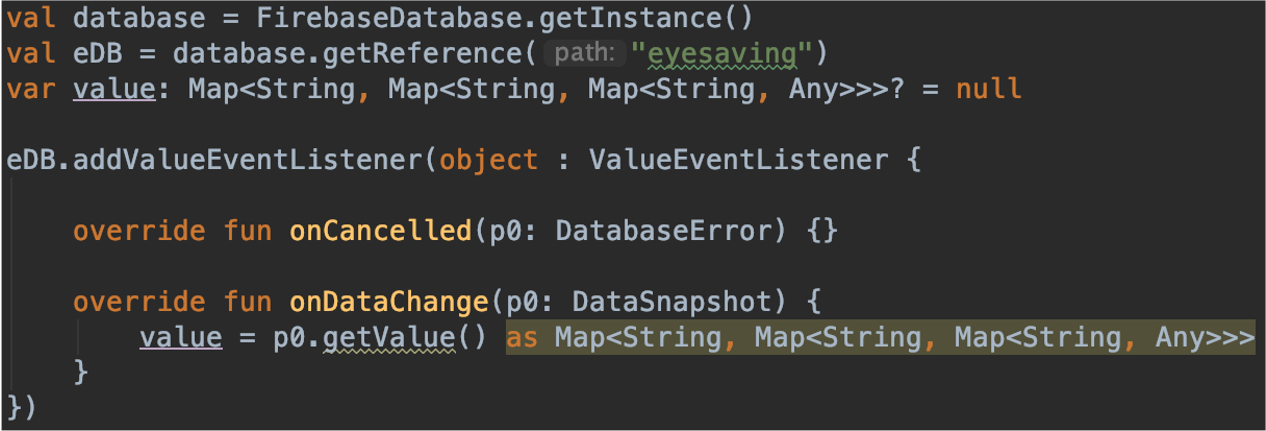 val database = FirebaseDatabase.getInstance()
val eDB = database.getReference( path: "eyesaving")
var value: Map<String, Map<String, Map<String, Any>>>? = null
eDB.addValueEventListener(object : ValueEventListener {
override fun onCancelled(p0: DatabaseError) {}
override fun onDataChange(p0: DataSnapshot) {
value = p0.getValue() as Map<String, Map<String, Map<String, Any>>>
}
})